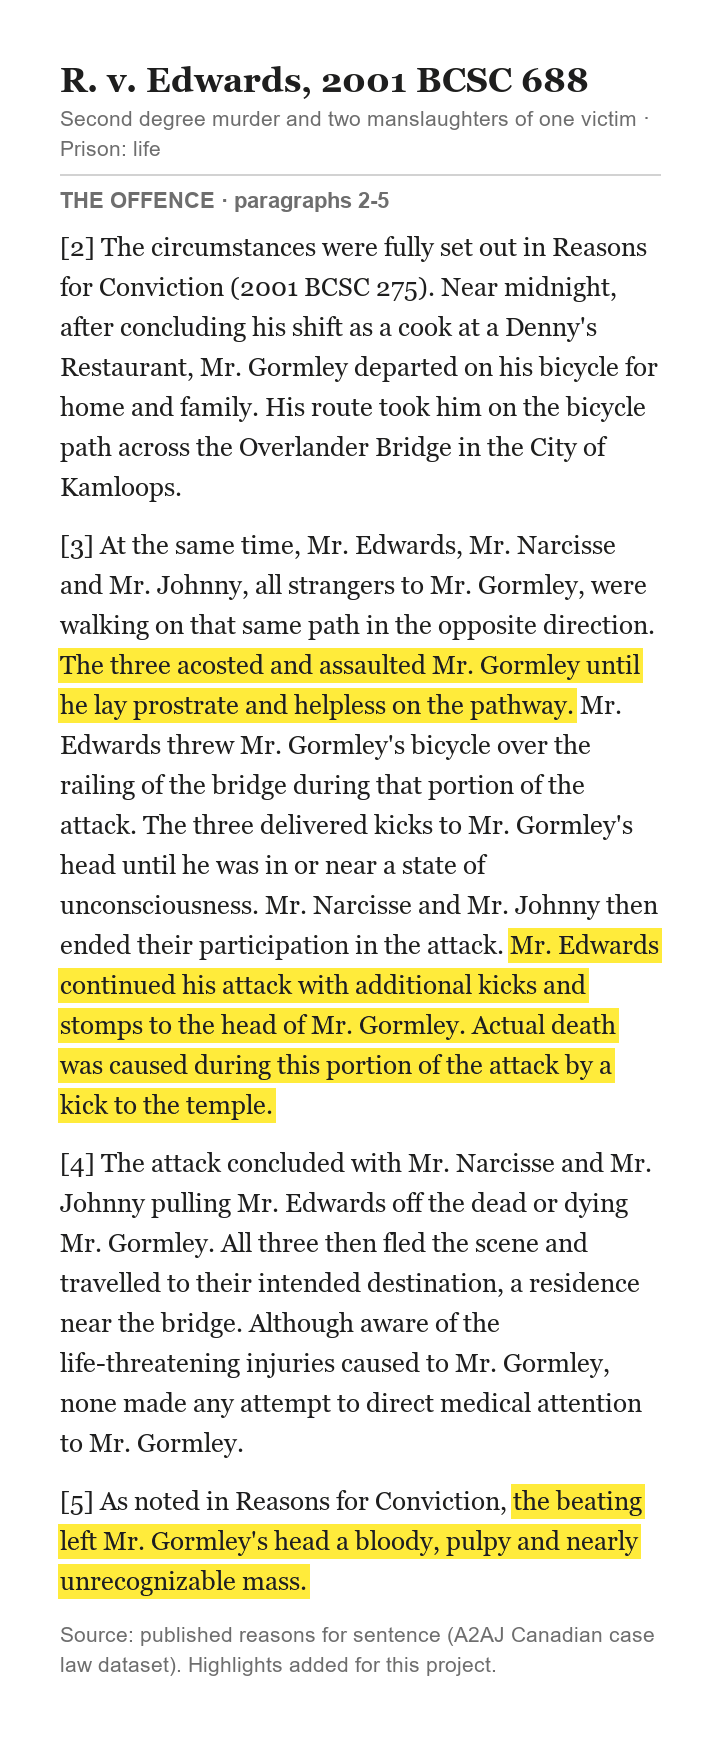 R. v. Edwards, 2001 BCSC 688
Second degree murder and two manslaughters of one victim ·
Prison: life
THE OFFENCE · paragraphs 2-5
[2] The circumstances were fully set out in Reasons
for Conviction (2001 BCSC 275). Near midnight,
after concluding his shift as a cook at a Denny's
Restaurant, Mr. Gormley departed on his bicycle for
home and family. His route took him on the bicycle
path across the Overlander Bridge in the City of
Kamloops.
[3] At the same time, Mr. Edwards, Mr. Narcisse
and Mr. Johnny, all strangers to Mr. Gormley, were
walking on that same path in the opposite direction.
The three acosted and assaulted Mr. Gormley until
he lay prostrate and helpless on the pathway. Mr.
Edwards threw Mr. Gormley's bicycle over the
railing of the bridge during that portion of the
attack. The three delivered kicks to Mr. Gormley's
head until he was in or near a state of
unconsciousness. Mr. Narcisse and Mr. Johnny then
ended their participation in the attack. Mr. Edwards
continued his attack with additional kicks and
stomps to the head of Mr. Gormley. Actual death
was caused during this portion of the attack by a
kick to the temple.
[4] The attack concluded with Mr. Narcisse and Mr.
Johnny pulling Mr. Edwards off the dead or dying
Mr. Gormley. All three then fled the scene and
travelled to their intended destination, a residence
near the bridge. Although aware of the
life-threatening injuries caused to Mr. Gormley,
none made any attempt to direct medical attention
to Mr. Gormley.
[5] As noted in Reasons for Conviction, the beating
left Mr. Gormley's head a bloody, pulpy and nearly
unrecognizable mass.
Source: published reasons for sentence (A2AJ Canadian case
law dataset). Highlights added for this project.